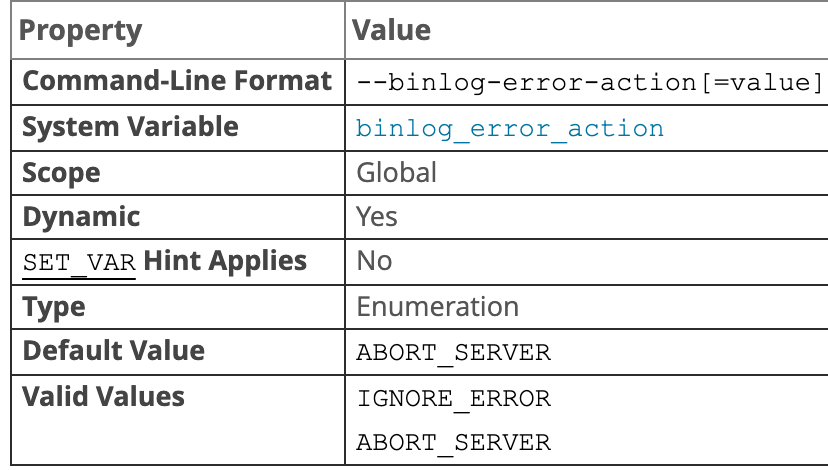 Property Value
Command-Line Format --binlog-error-action[=value]
System Variable binlog_error_action
Scope Global
Dynamic Yes
SET_VAR Hint Applies No
Type Enumeration
Default Value ABORT_SERVER
Valid Values IGNORE_ERROR
ABORT_SERVER